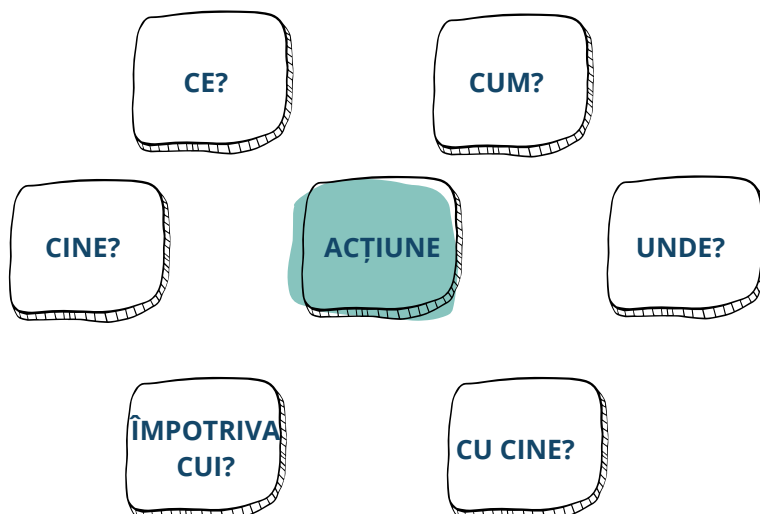 CE?
CUM?
CINE?
ACȚIUNE
UNDE?
ÎMPOTRIVA
CUI?
CU CINE?